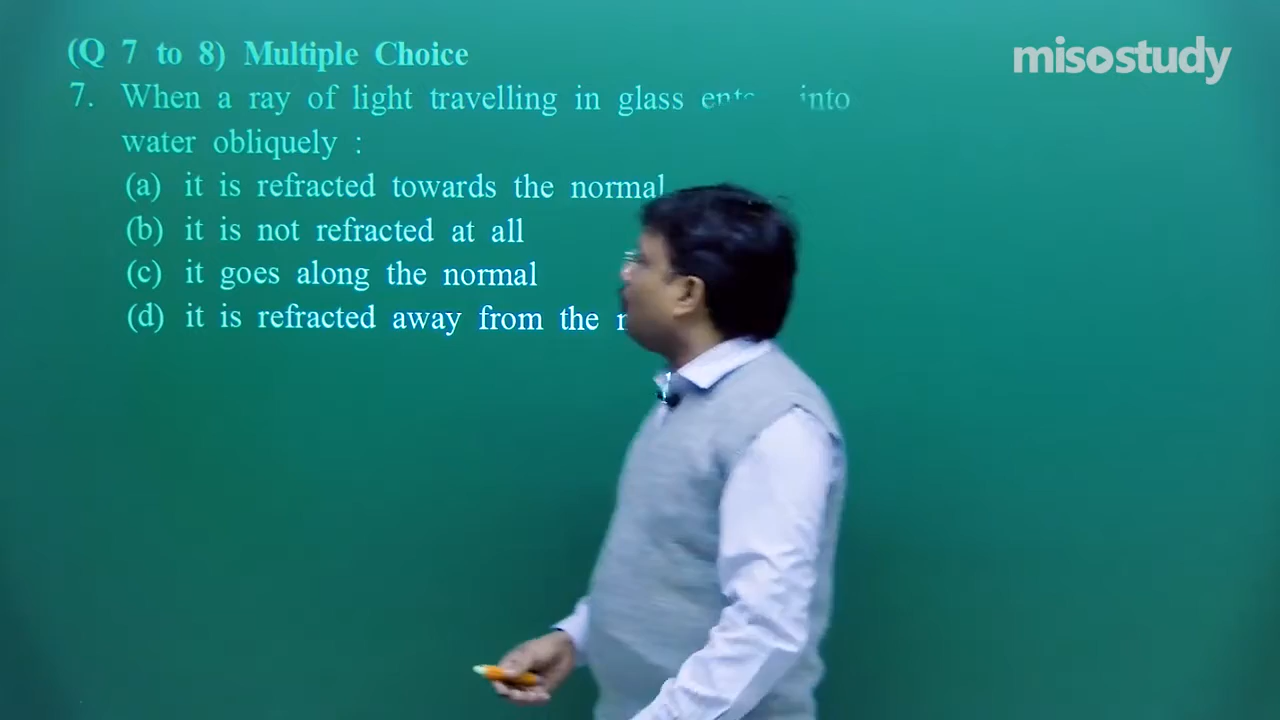 (Q 7 to 8) Multiple Choice
misostudy
7. When a ray of light travelling in glass into
water obliquely :
(a) it is refracted towards the normal
(b) it is not refracted at all
(c) it goes along the normal
(d) it is refracted away from the